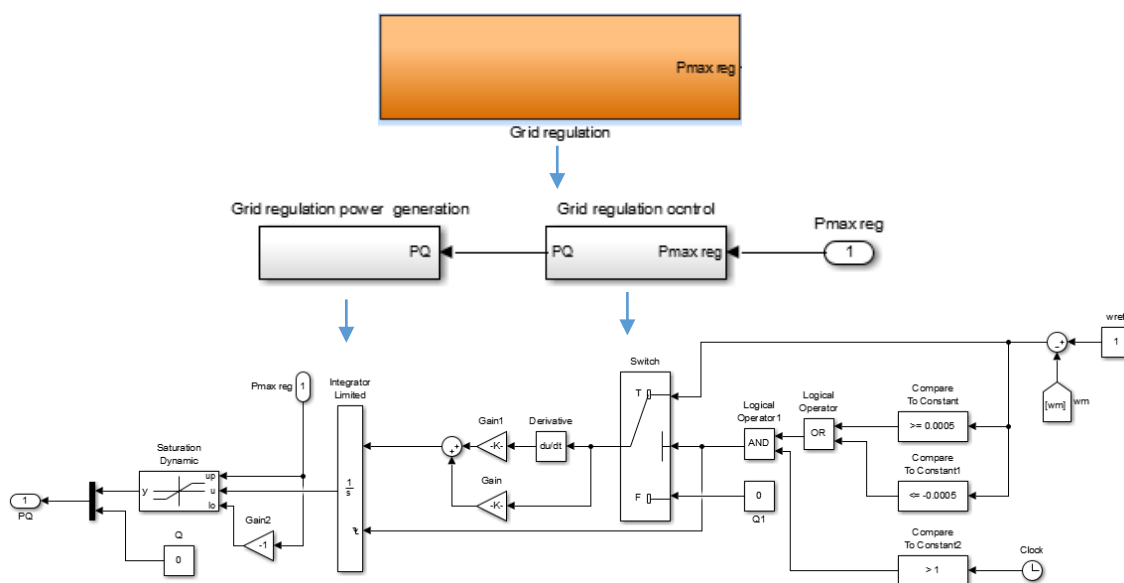 Pmax reg
Grid regulation
Grid regulation power generation
PQ
Grid regulation ocntrol
PQ
Pmax reg
Pmax reg
1
wref
1
[wm]
wm
Switch
T
F
Logical
Operator1
AND
Logical
Operator
OR
Compare
To Constant
>= 0.0005
Compare
To Constant1
<= -0.0005
Compare
To Constant2
> 1
Clock
0
Q1
Derivative
du/dt
Gain1
-K-
Gain
-K-
Integrator
Limited
1
s
Pmax reg
1
Saturation
Dynamic
up
u
lo
y
Gain2
-1
Q
0
1
PQ